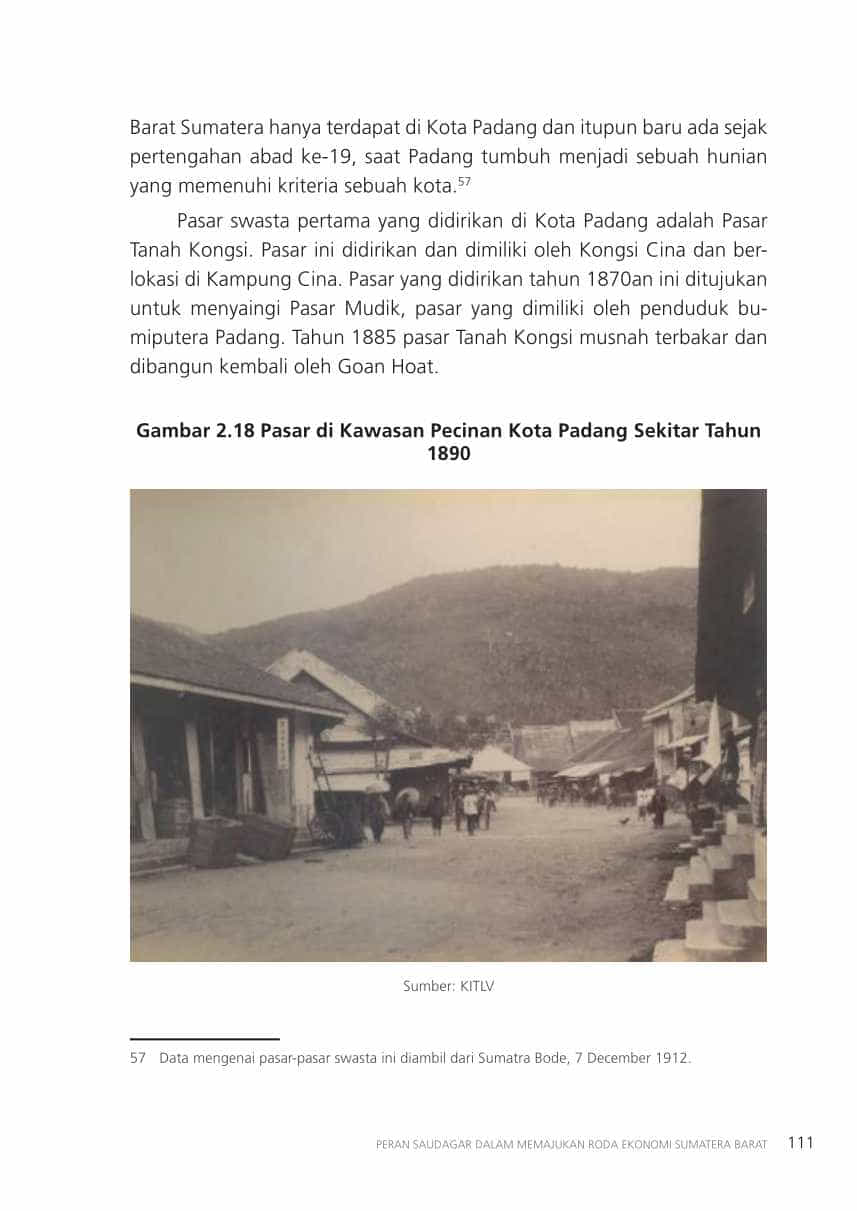 Barat Sumatera hanya terdapat di Kota Padang dan itupun baru ada sejak
pertengahan abad ke-19, saat Padang tumbuh menjadi sebuah hunian
yang memenuhi kriteria sebuah kota.57
Pasar swasta pertama yang didirikan di Kota Padang adalah Pasar
Tanah Kongsi. Pasar ini didirikan dan dimiliki oleh Kongsi Cina dan ber-
lokasi di Kampung Cina. Pasar yang didirikan tahun 1870an ini ditujukan
untuk menyaingi Pasar Mudik, pasar yang dimiliki oleh penduduk bu-
miputera Padang. Tahun 1885 pasar Tanah Kongsi musnah terbakar dan
dibangun kembali oleh Goan Hoat.
Gambar 2.18 Pasar di Kawasan Pecinan Kota Padang Sekitar Tahun
1890
Sumber: KITLV
57 Data mengenai pasar-pasar swasta ini diambil dari Sumatra Bode, 7 December 1912.
PERAN SAUDAGAR DALAM MEMAJUKAN RODA EKONOMI SUMATERA BARAT 111